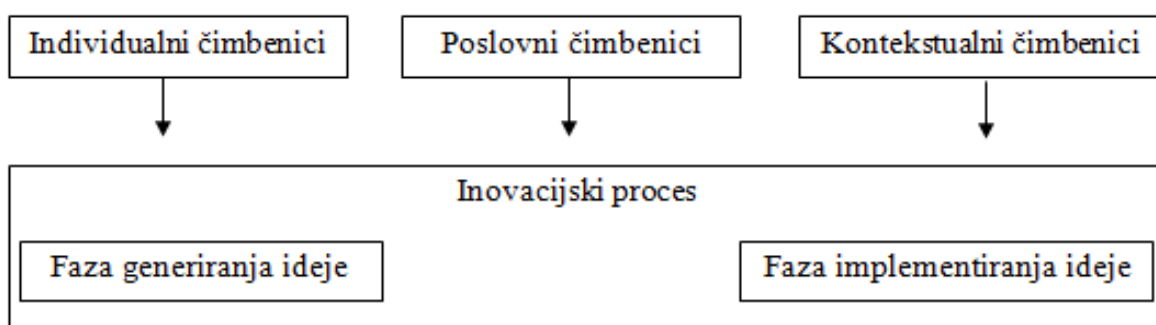 Individualni čimbenici
Poslovni čimbenici
Kontekstualni čimbenici
Inovacijski proces
Faza generiranja ideje
Faza implementiranja ideje